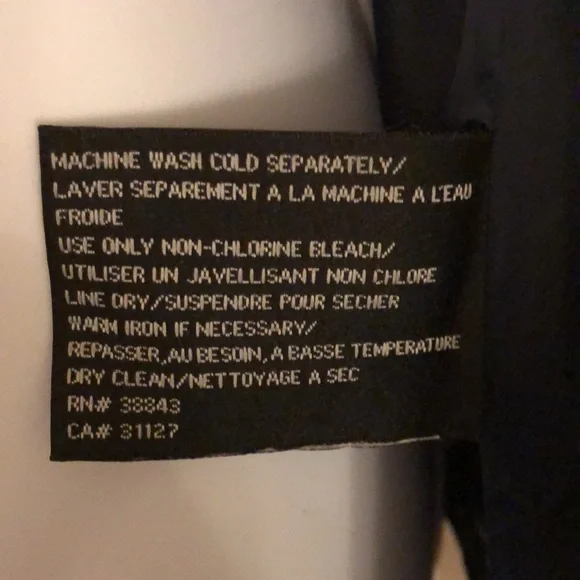 MACHINE WASH COLD SEPARATELY/
LAVER SEPAREMENT A LA MACHINE A L'EAU
FROIDE
USE ONLY NON-CHLORINE BLEACH/
UTILISER UN JAVELLISANT NON CHLORE
LINE DRY/SUSPENDRE POUR SECHER
WARM IRON IF NECESSARY/
REPASSER,AU BESOIN,A BASSE TEMPERATURE
DRY CLEAN/NETTOYAGE A SEC
RN# 38843
CA# 31127